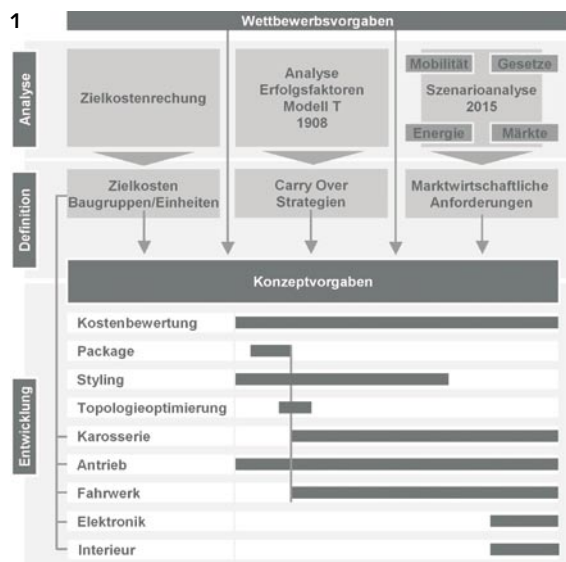 1
Wettbewerbsvorgaben
Analyse
Zielkostenrechung
Analyse
Erfolgsfaktoren
Modell T
1908
Mobilität
Gesetze
Szenarioanalyse
2015
Energie
Märkte
Definition
Zielkosten
Baugruppen/Einheiten
Carry Over
Strategien
Marktwirtschaftliche
Anforderungen
Konzeptvorgaben
Entwicklung
Kostenbewertung
Package
Styling
Topologieoptimierung
Karosserie
Antrieb
Fahrwerk
Elektronik
Interieur